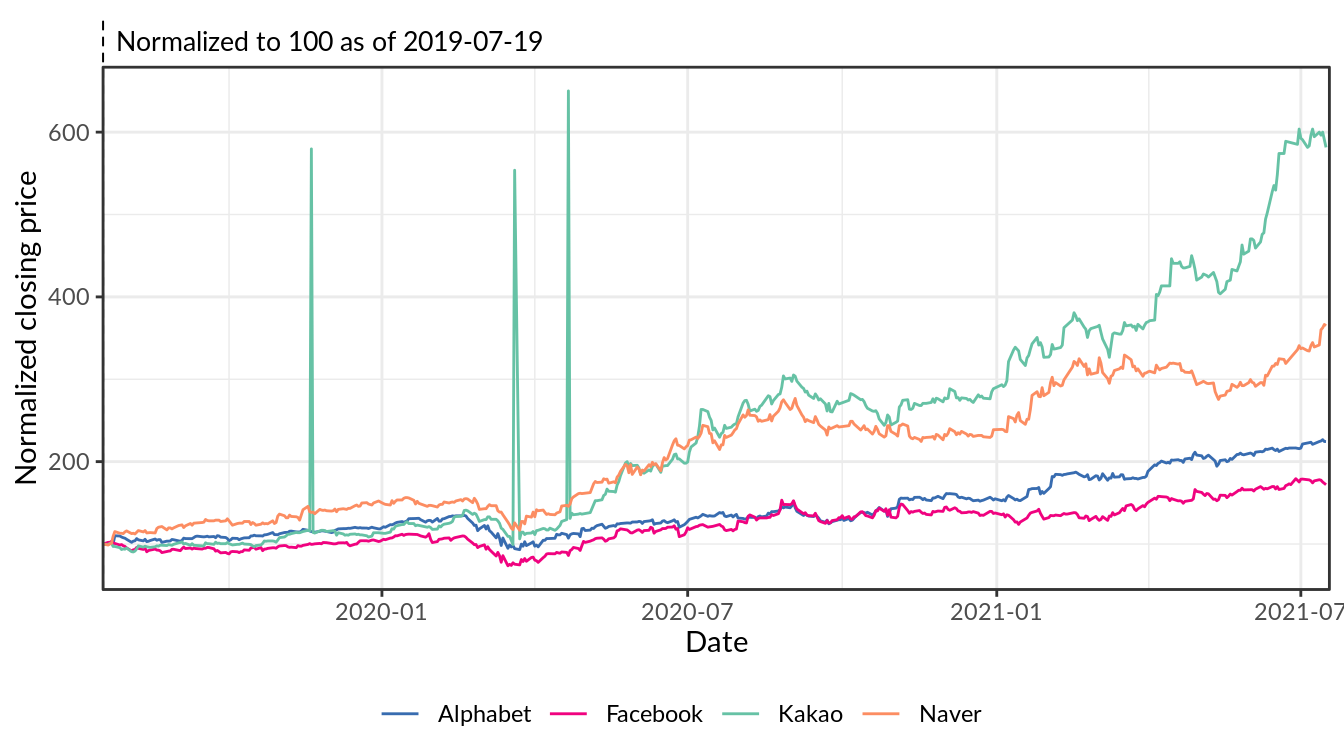 Normalized to 100 as of 2019-07-19
Normalized closing price
600
400
200
2020-01
2020-07
2021-01
2021-07
Date
Alphabet
Facebook
Kakao
Naver